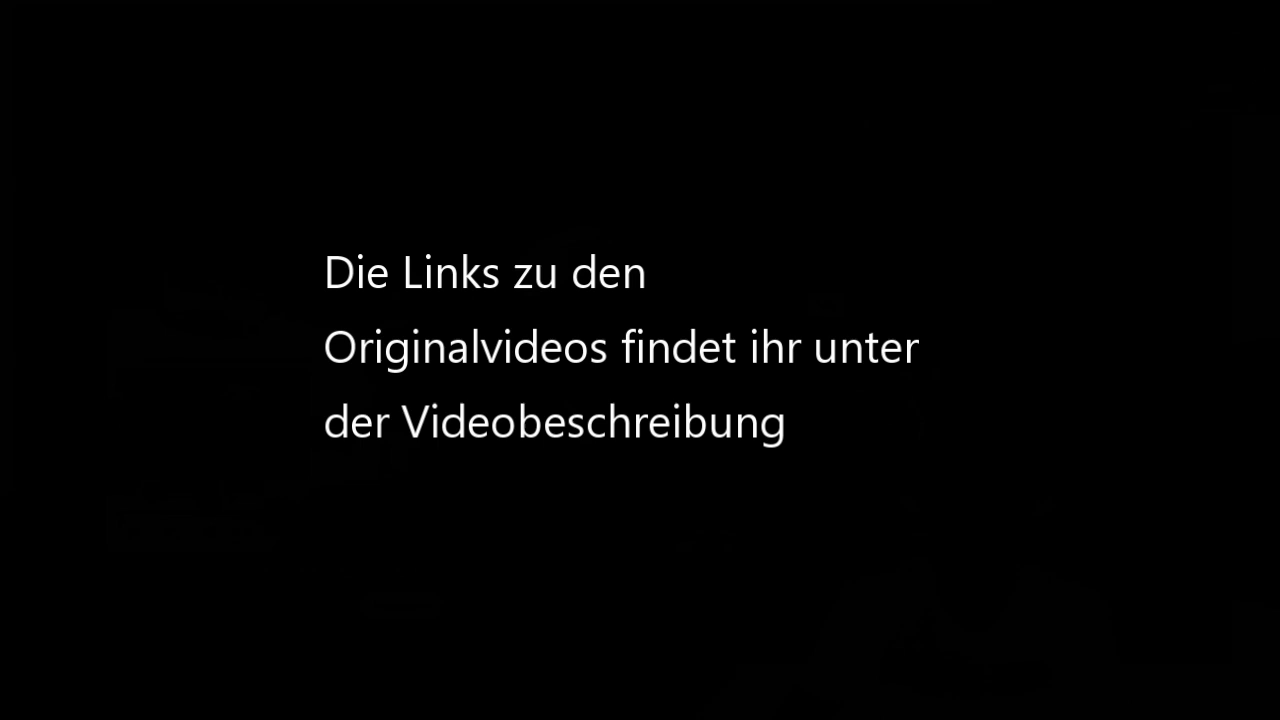 Die Links zu den
Originalvideos findet ihr unter
der Videobeschreibung